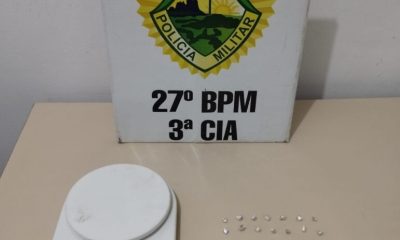 POLÍCIA MILITAR
27º BPM
3ª CIA